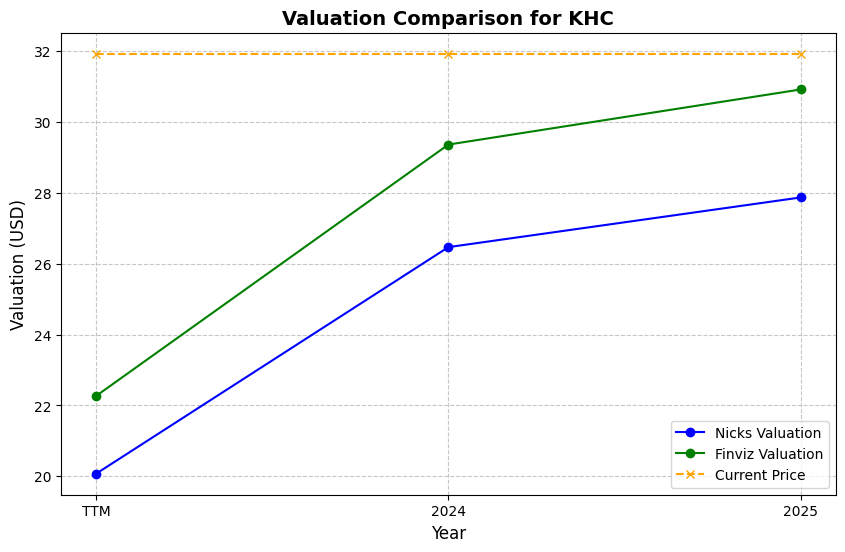 Valuation Comparison for KHC
Valuation (USD)
32
30
28
26
24
22
20
TTM
2024
2025
Year
Nicks Valuation
Finviz Valuation
Current Price